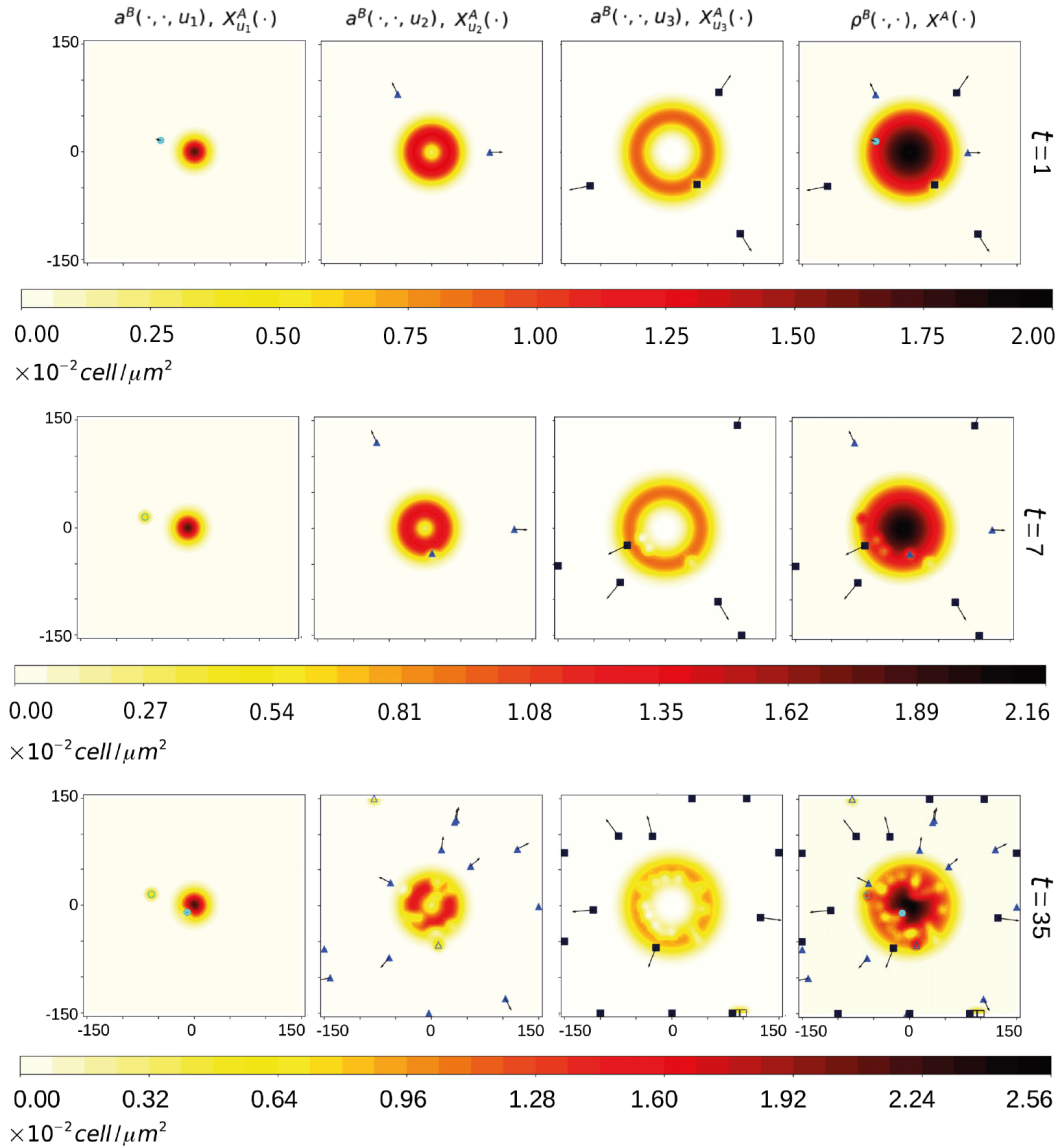 a^B(·,·,u_1), X^A_{u_1}(·) a^B(·,·,u_2), X^A_{u_2}(·) a^B(·,·,u_3), X^A_{u_3}(·) ρ^B(·,·), X^A(·)
150
0
-150
t=1
0.00 0.25 0.50 0.75 1.00 1.25 1.50 1.75 2.00
×10^{-2} cell/μm^2
150
0
-150
t=7
0.00 0.27 0.54 0.81 1.08 1.35 1.62 1.89 2.16
×10^{-2} cell/μm^2
150
0
-150
t=35
-150 0 150 -150 0 150 -150 0 150 -150 0 150
0.00 0.32 0.64 0.96 1.28 1.60 1.92 2.24 2.56
×10^{-2} cell/μm^2